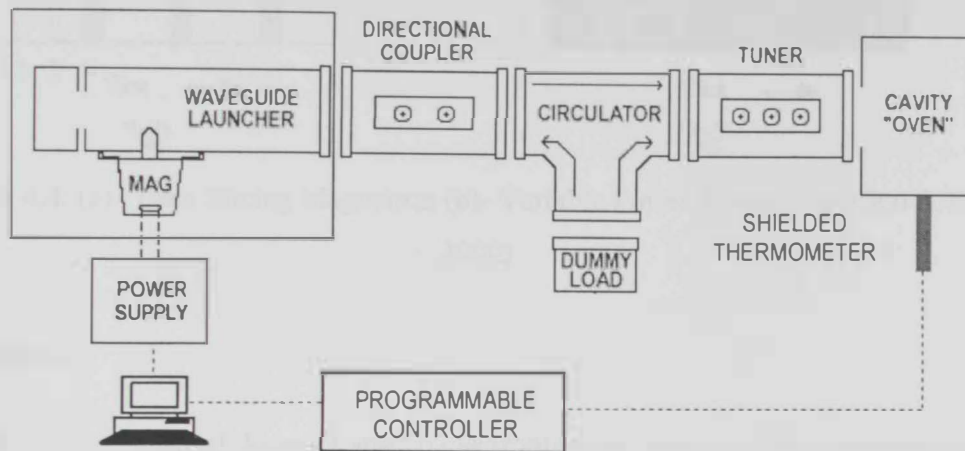 DIRECTIONAL
COUPLER
TUNER
WAVEGUIDE
LAUNCHER
CIRCULATOR
CAVITY
"OVEN"
MAG
SHIELDED
THERMOMETER
DUMMY
LOAD
POWER
SUPPLY
PROGRAMMABLE
CONTROLLER